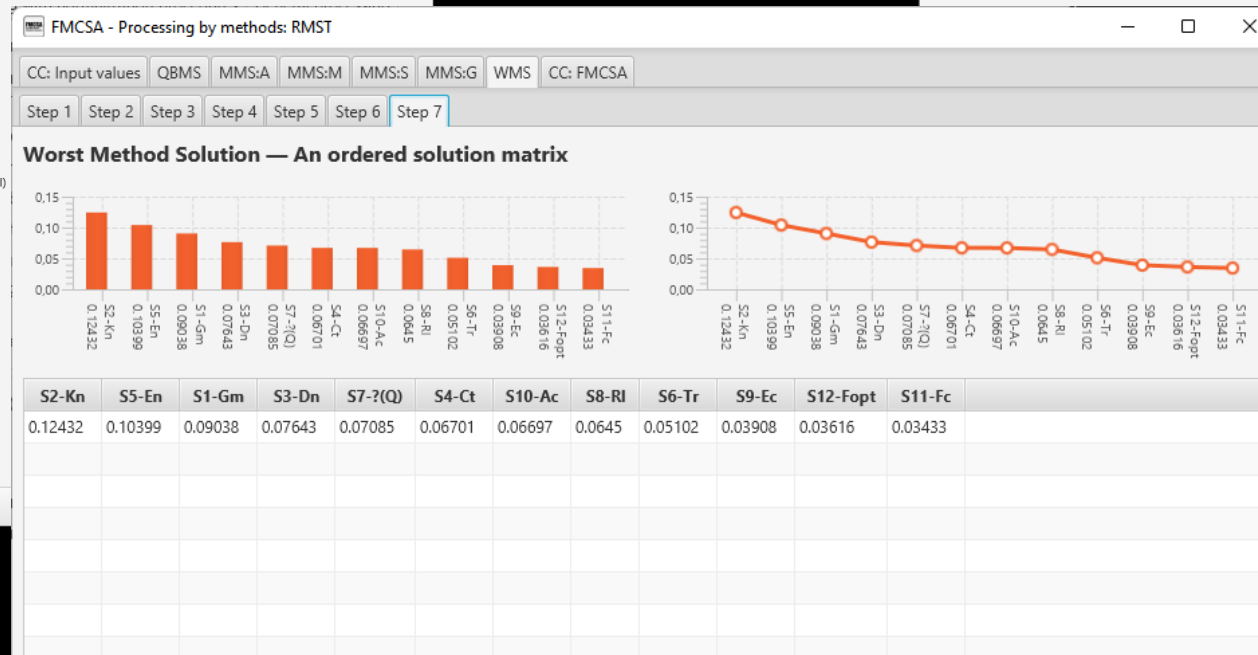 FMCSA - Processing by methods: RMST
CC: Input values QBMS MMS:A MMS:M MMS:S MMS:G WMS CC: FMCSA
Step 1 Step 2 Step 3 Step 4 Step 5 Step 6 Step 7
Worst Method Solution — An ordered solution matrix
0,15
0,10
0,05
0,00
S2-Kn
0.12432
S5-En
0.10399
S1-Gm
0.09038
S3-Dn
0.07643
S7-?(Q)
0.07085
S4-Ct
0.06701
S10-Ac
0.06697
S8-Rl
0.0645
S6-Tr
0.05102
S9-Ec
0.03908
S12-Fopt
0.03616
S11-Fc
0.03433
0,15
0,10
0,05
0,00
S2-Kn
0.12432
S5-En
0.10399
S1-Gm
0.09038
S3-Dn
0.07643
S7-?(Q)
0.07085
S4-Ct
0.06701
S10-Ac
0.06697
S8-Rl
0.0645
S6-Tr
0.05102
S9-Ec
0.03908
S12-Fopt
0.03616
S11-Fc
0.03433
S2-Kn S5-En S1-Gm S3-Dn S7-?(Q) S4-Ct S10-Ac S8-Rl S6-Tr S9-Ec S12-Fopt S11-Fc
0.12432 0.10399 0.09038 0.07643 0.07085 0.06701 0.06697 0.0645 0.05102 0.03908 0.03616 0.03433